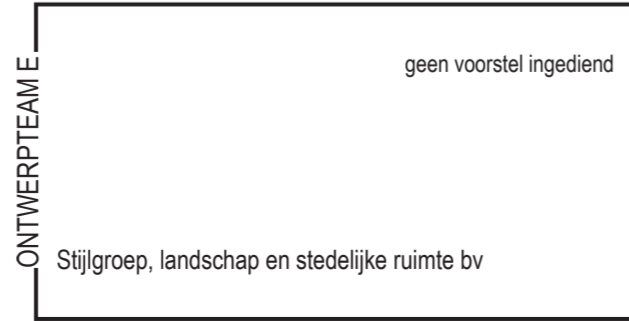 ONTWERPTEAM E
geen voorstel ingediend
Stijlgroep, landschap en stedelijke ruimte bv